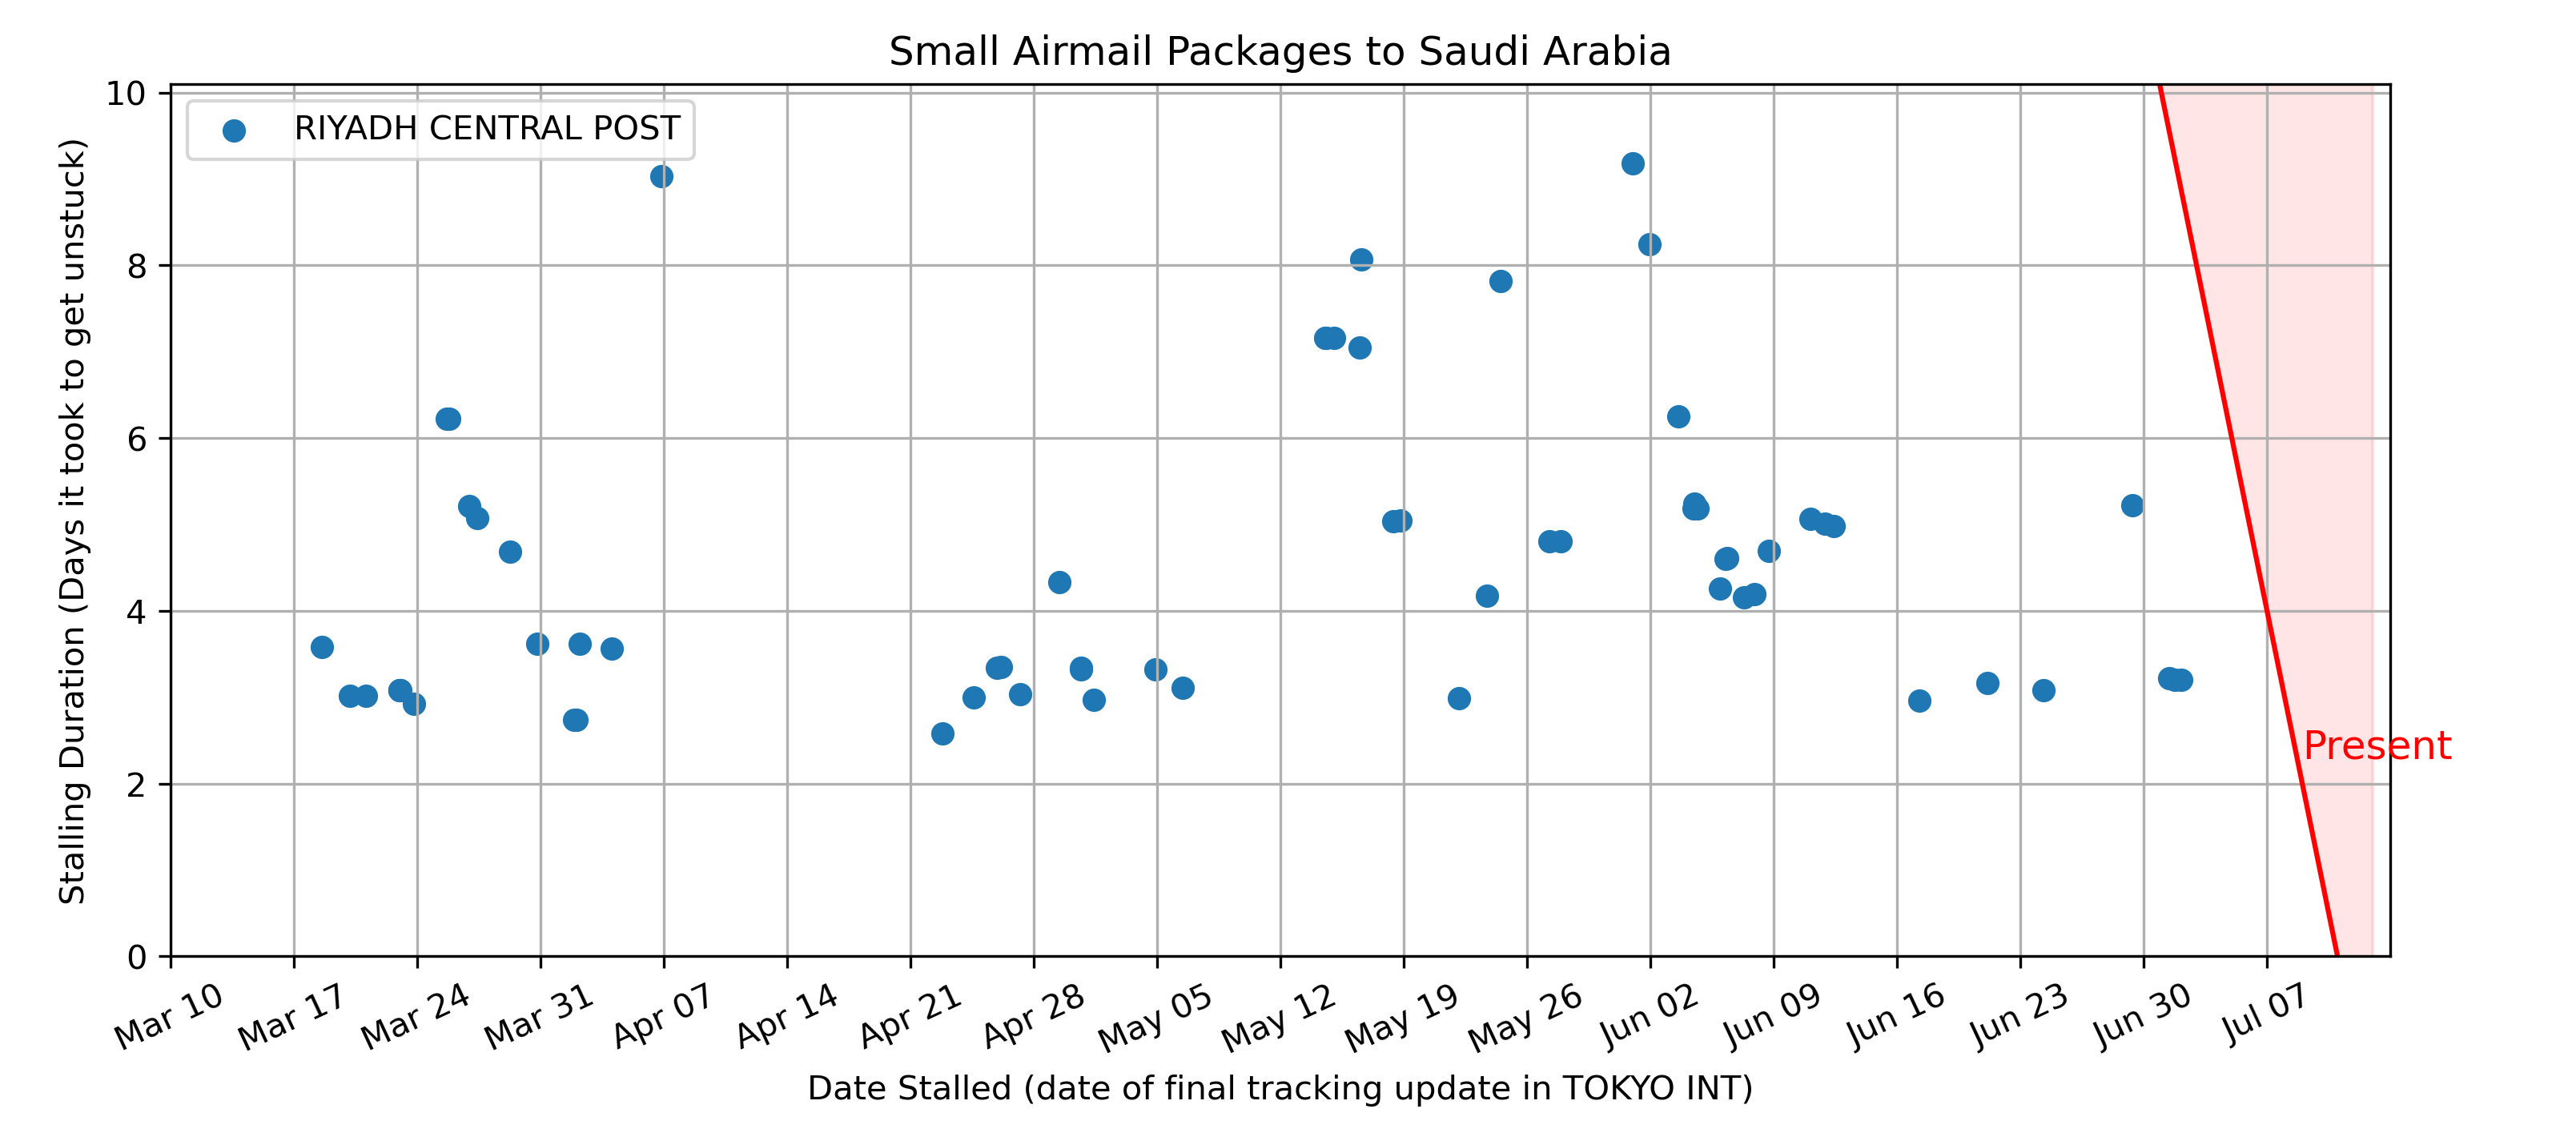 Small Airmail Packages to Saudi Arabia
RIYADH CENTRAL POST
Stalling Duration (Days it took to get unstuck)
10
8
6
4
2
0
Present
Mar 10
Mar 17
Mar 24
Mar 31
Apr 07
Apr 14
Apr 21
Apr 28
May 05
May 12
May 19
May 26
Jun 02
Jun 09
Jun 16
Jun 23
Jun 30
Jul 07
Date Stalled (date of final tracking update in TOKYO INT)